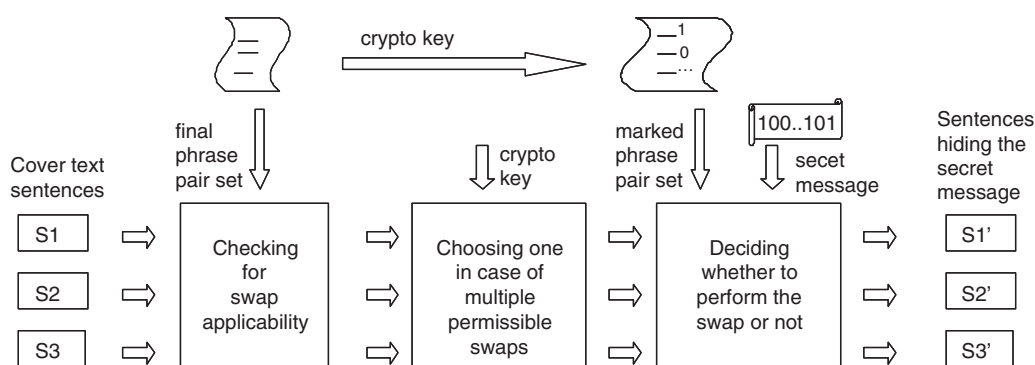 crypto key
1
0
...
final
phrase
pair set
crypto
key
marked
phrase
pair set
100..101
secet
message
Cover text
sentences
Sentences
hiding the
secret
message
S1
S2
S3
Checking
for
swap
applicability
Choosing one
in case of
multiple
permissible
swaps
Deciding
whether to
perform the
swap or not
S1'
S2'
S3'